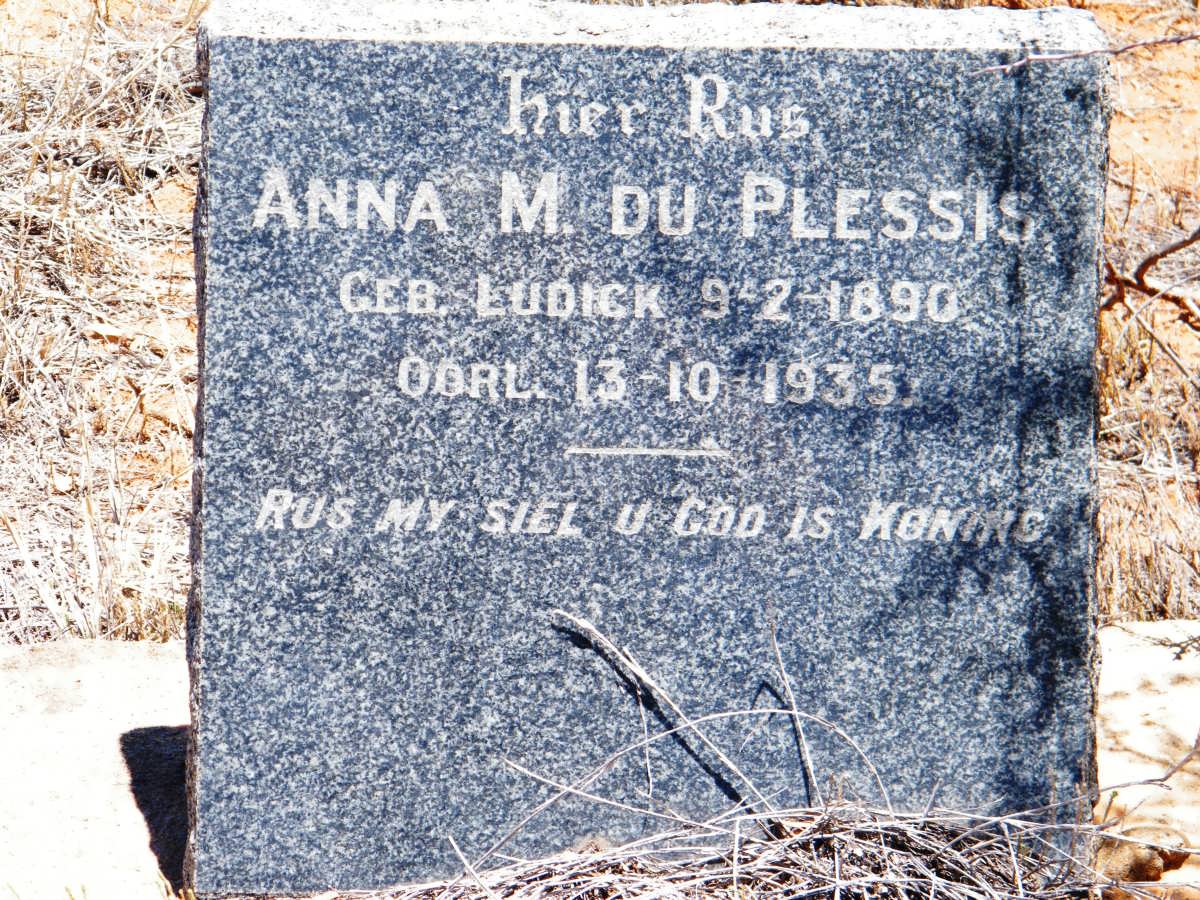 Hier Rus
ANNA M. DU PLESSIS,
GEB. LUDICK 9-2-1890
OORL. 13-10-1935.
RUS MY SIEL U GOD IS KONING